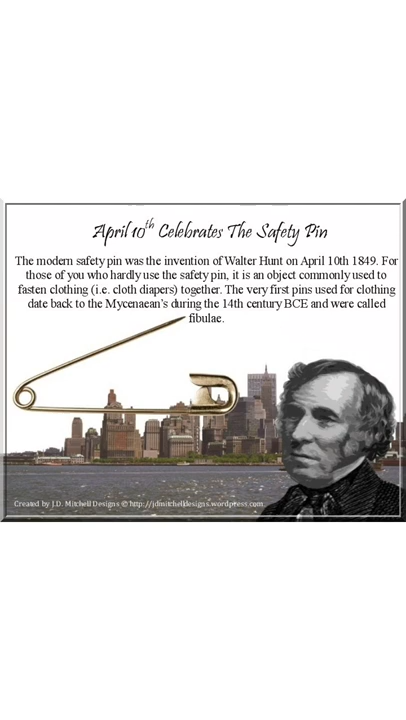 April 10th Celebrates The Safety Pin
The modern safety pin was the invention of Walter Hunt on April 10th 1849. For
those of you who hardly use the safety pin, it is an object commonly used to
fasten clothing (i.e. cloth diapers) together. The very first pins used for clothing
date back to the Mycenaean's during the 14th century BCE and were called
fibulae.
Created by J.D. Mitchell Designs © http://jdmitchelldesigns.wordpress.com